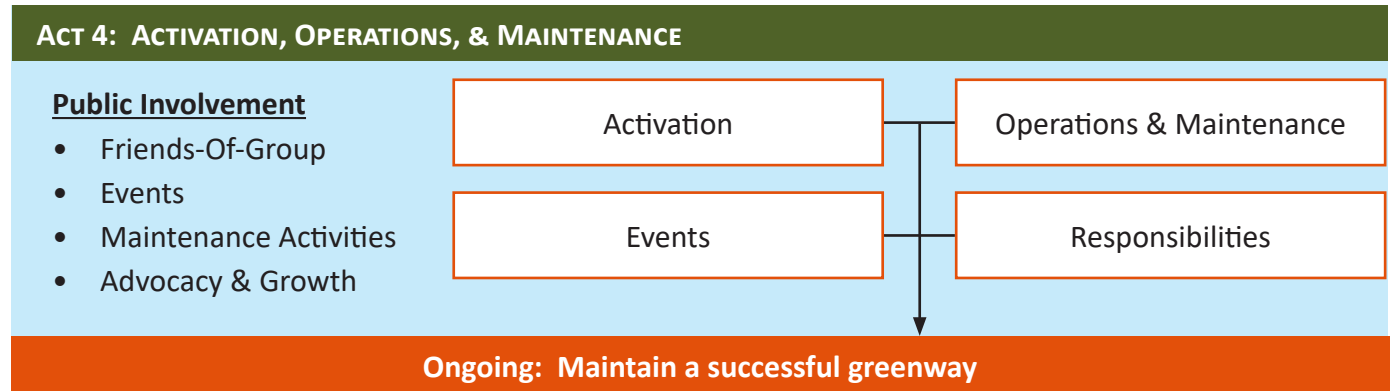 ACT 4: ACTIVATION, OPERATIONS, & MAINTENANCE
Public Involvement
• Friends-Of-Group
• Events
• Maintenance Activities
• Advocacy & Growth
Activation
Operations & Maintenance
Events
Responsibilities
Ongoing: Maintain a successful greenway